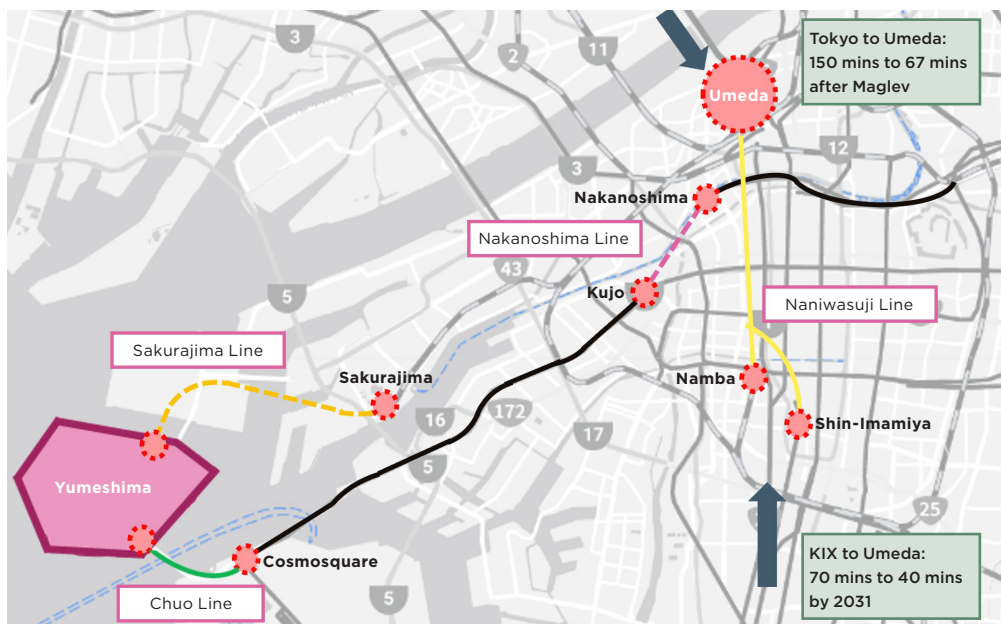 3
2
11
Umeda
Tokyo to Umeda:
150 mins to 67 mins
after Maglev
12
3
Nakanoshima
Nakanoshima Line
43
Kujo
5
Naniwasuji Line
Sakurajima Line
Sakurajima
Namba
16
172
17
Shin-Imamiya
5
Yumeshima
25
Cosmosquare
KIX to Umeda:
70 mins to 40 mins
by 2031
Chuo Line
5